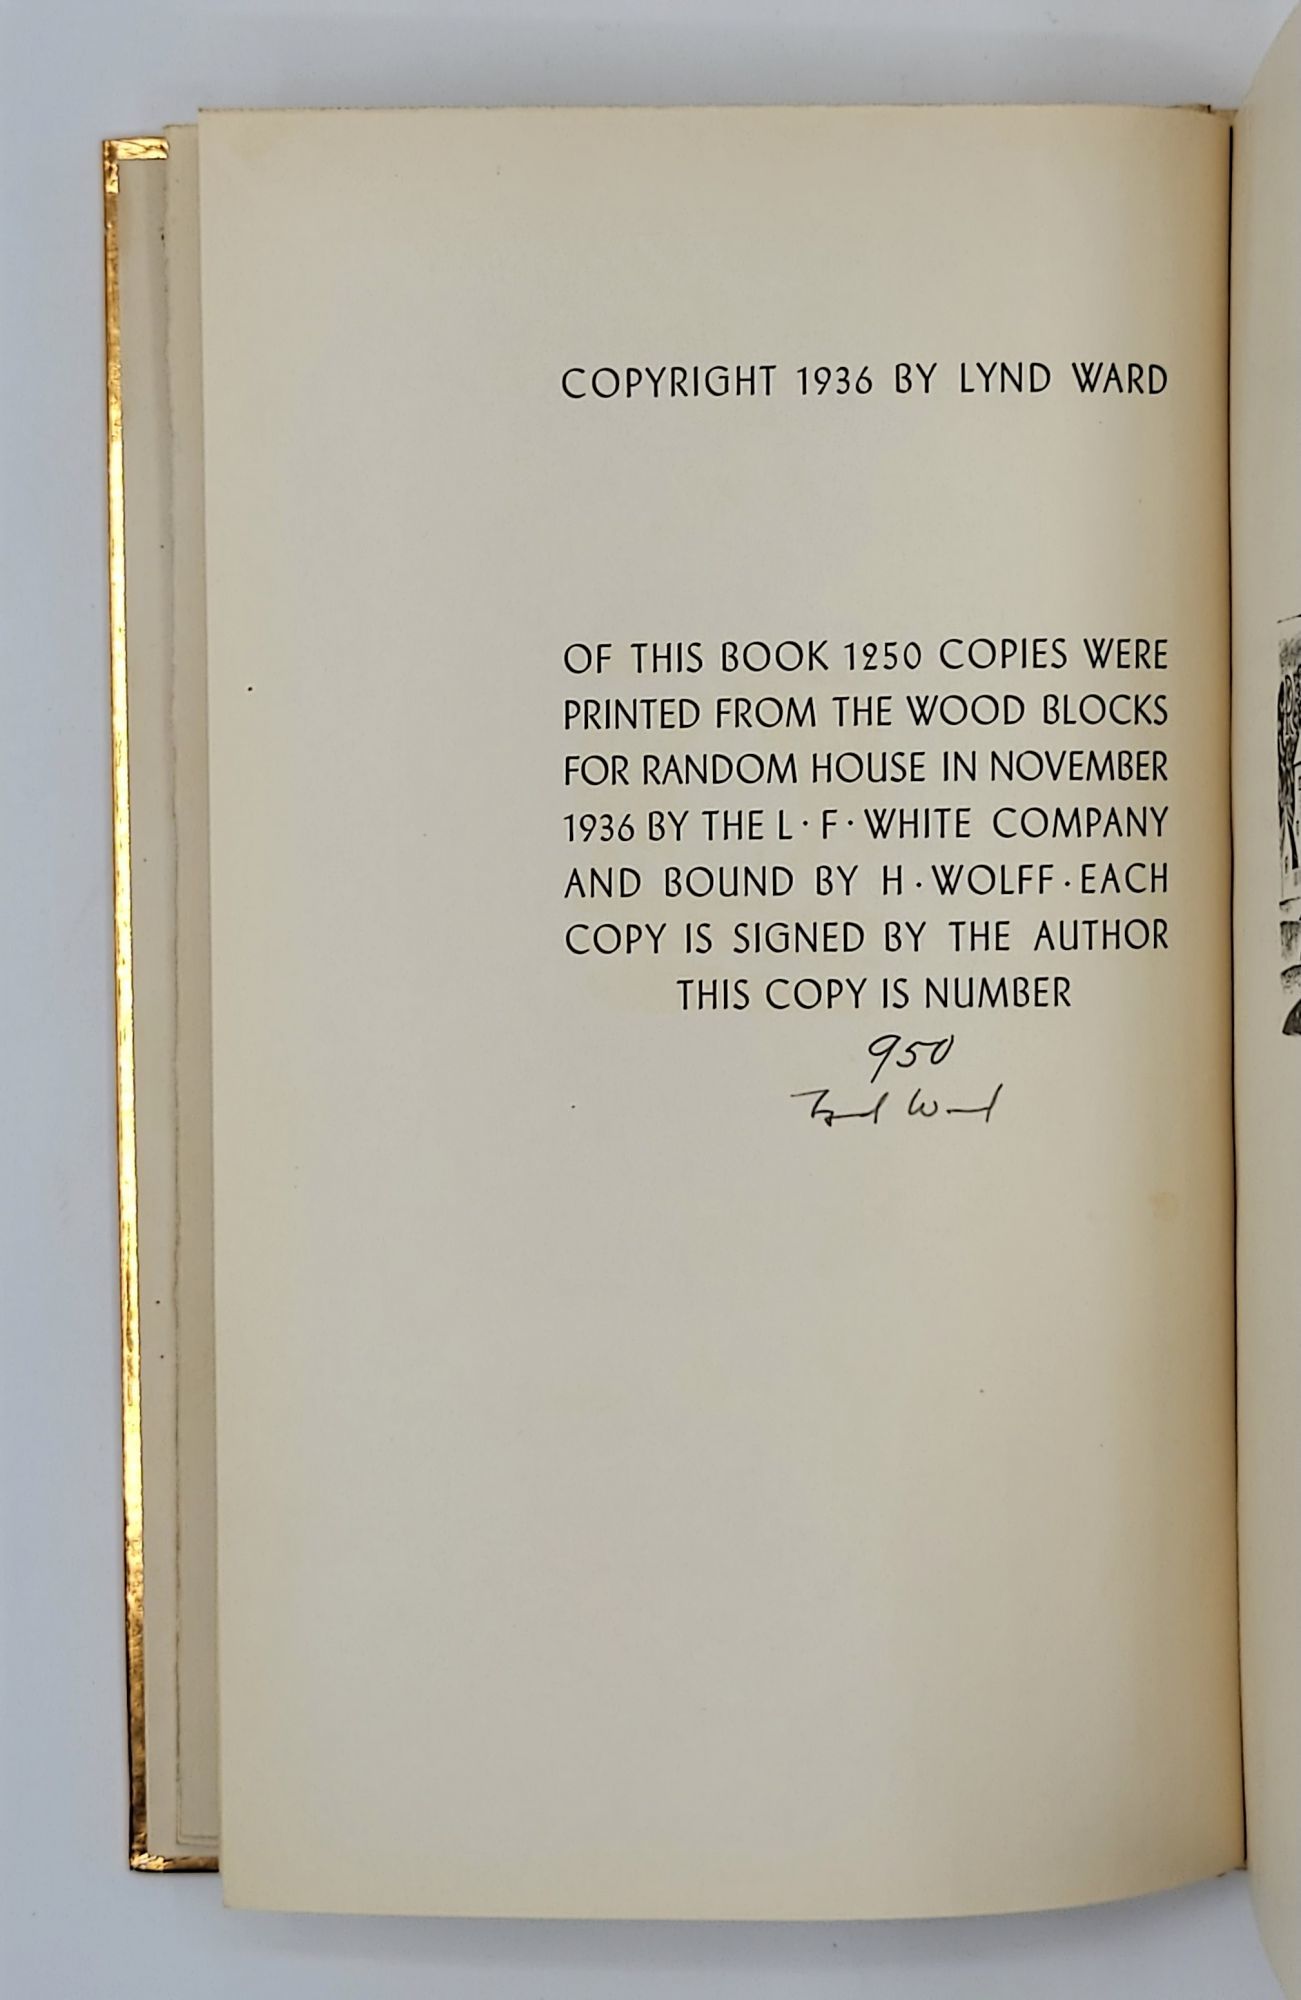 COPYRIGHT 1936 BY LYND WARD
OF THIS BOOK 1250 COPIES WERE
PRINTED FROM THE WOOD BLOCKS
FOR RANDOM HOUSE IN NOVEMBER
1936 BY THE L · F · WHITE COMPANY
AND BOUND BY H · WOLFF · EACH
COPY IS SIGNED BY THE AUTHOR
THIS COPY IS NUMBER
950
Lynd Ward